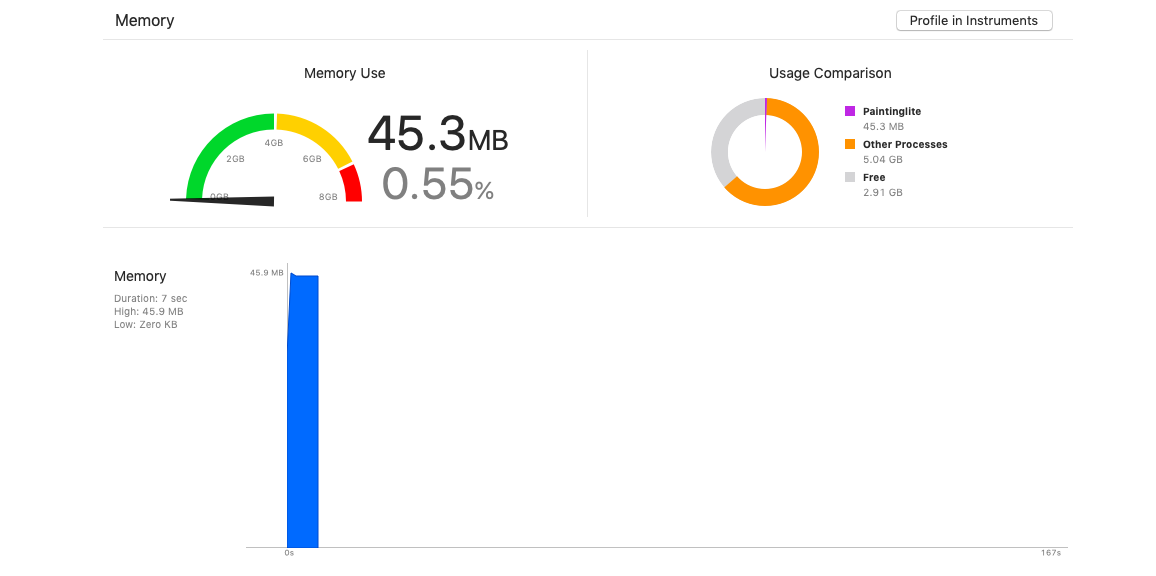 Memory
Profile in Instruments
Memory Use
0GB
2GB
4GB
6GB
8GB
45.3MB
0.55%
Usage Comparison
Paintinglite
45.3 MB
Other Processes
5.04 GB
Free
2.91 GB
Memory
Duration: 7 sec
High: 45.9 MB
Low: Zero KB
45.9 MB
0s
167s